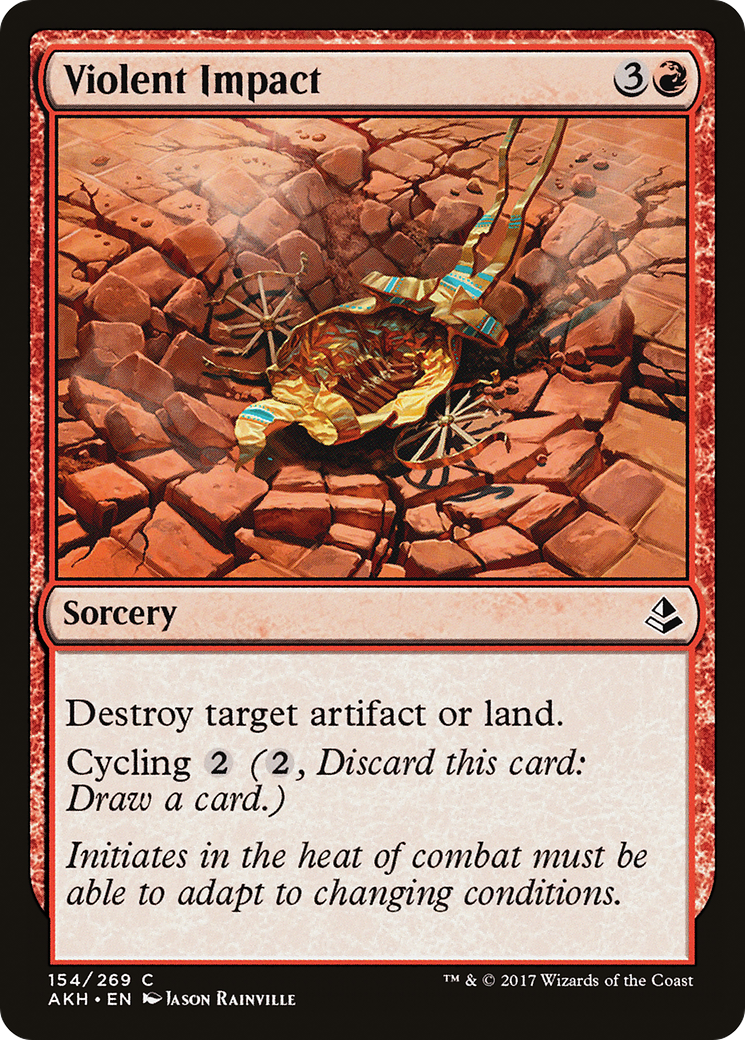 Violent Impact 3
Sorcery
Destroy target artifact or land.
Cycling 2 (2, Discard this card:
Draw a card.)
Initiates in the heat of combat must be
able to adapt to changing conditions.
154/269 C
™ & © 2017 Wizards of the Coast
AKH • EN Jason Rainville